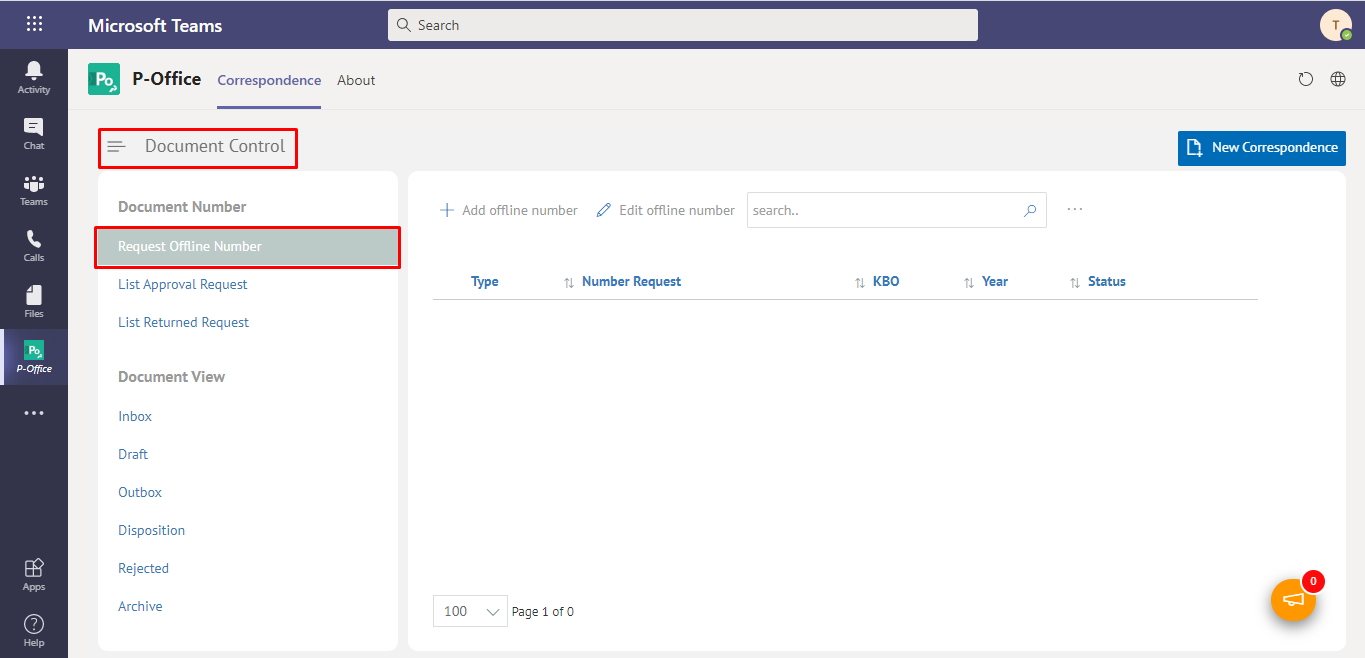 Microsoft Teams
Search
T
Activity
Chat
Teams
Calls
Files
Po
P-Office
Apps
Help
Po P-Office Correspondence About
Document Control
New Correspondence
Document Number
Request Offline Number
List Approval Request
List Returned Request
Document View
Inbox
Draft
Outbox
Disposition
Rejected
Archive
Add offline number Edit offline number search..
Type Number Request KBO Year Status
100 Page 1 of 0
0